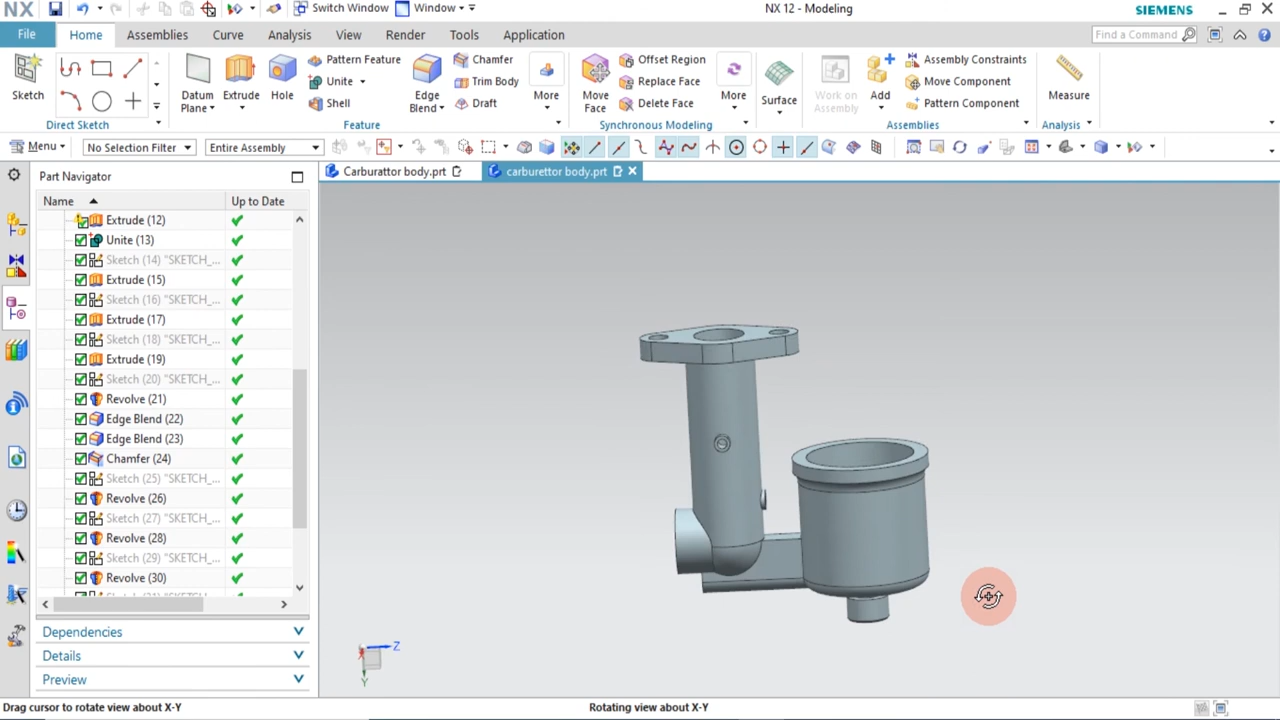 NX
Switch Window
Window
NX 12 - Modeling
SIEMENS
File
Home
Assemblies
Curve
Analysis
View
Render
Tools
Application
Find a Command
Sketch
Direct Sketch
Datum
Plane
Extrude
Hole
Pattern Feature
Unite
Shell
Edge
Blend
Chamfer
Trim Body
Draft
More
Feature
Move
Face
Offset Region
Replace Face
Delete Face
More
Synchronous Modeling
Surface
Work on
Assembly
Add
Assembly Constraints
Move Component
Pattern Component
Assemblies
Measure
Analysis
Menu
No Selection Filter
Entire Assembly
Part Navigator
Carburattor body.prt
carburettor body.prt
Name
Up to Date
Extrude (12)
Unite (13)
Sketch (14) "SKETCH_...
Extrude (15)
Sketch (16) "SKETCH_...
Extrude (17)
Sketch (18) "SKETCH_...
Extrude (19)
Sketch (20) "SKETCH_...
Revolve (21)
Edge Blend (22)
Edge Blend (23)
Chamfer (24)
Sketch (25) "SKETCH_...
Revolve (26)
Sketch (27) "SKETCH_...
Revolve (28)
Sketch (29) "SKETCH_...
Revolve (30)
Dependencies
Details
Preview
Z
Y
Drag cursor to rotate view about X-Y
Rotating view about X-Y